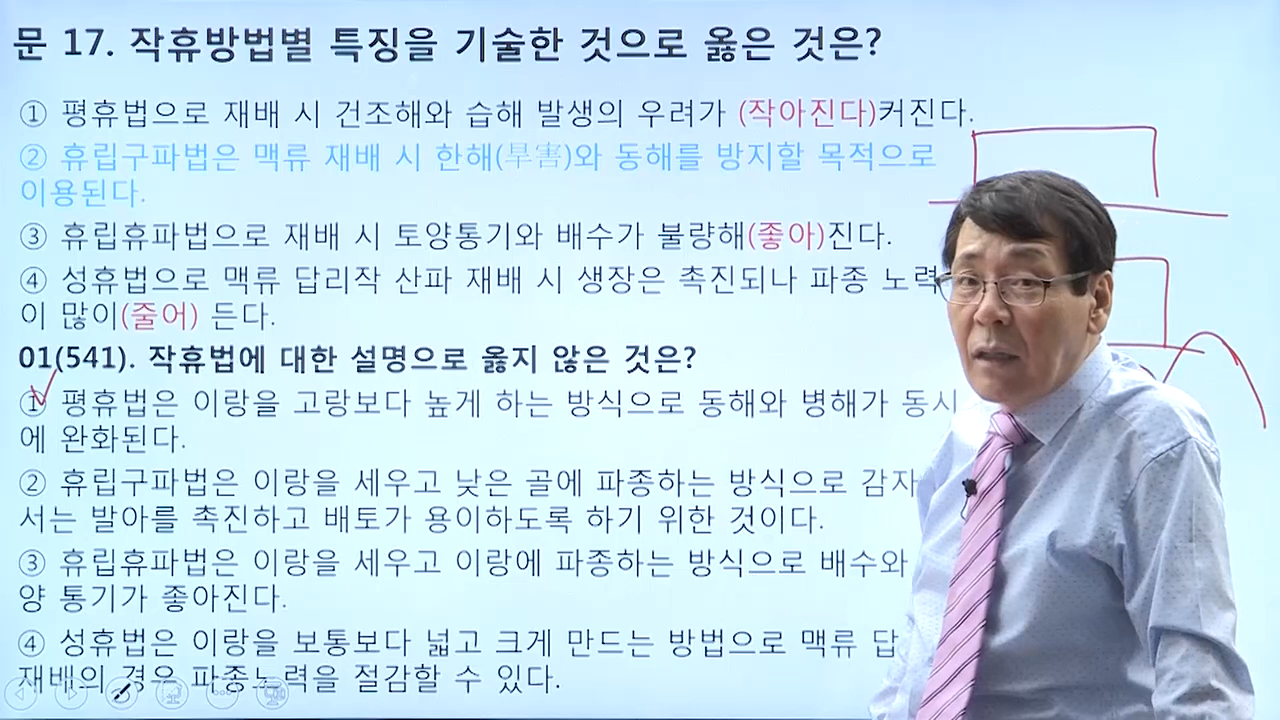 문 17. 작휴방법별 특징을 기술한 것으로 옳은 것은?
① 평휴법으로 재배 시 건조해와 습해 발생의 우려가 (작아진다)커진다.
② 휴립구파법은 맥류 재배 시 한해(旱害)와 동해를 방지할 목적으로
이용된다.
③ 휴립휴파법으로 재배 시 토양통기와 배수가 불량해(좋아)진다.
④ 성휴법으로 맥류 답리작 산파 재배 시 생장은 촉진되나 파종 노력
이 많이(줄어) 든다.
01(541). 작휴법에 대한 설명으로 옳지 않은 것은?
① 평휴법은 이랑을 고랑보다 높게 하는 방식으로 동해와 병해가 동시
에 완화된다.
② 휴립구파법은 이랑을 세우고 낮은 골에 파종하는 방식으로 감자
서는 발아를 촉진하고 배토가 용이하도록 하기 위한 것이다.
③ 휴립휴파법은 이랑을 세우고 이랑에 파종하는 방식으로 배수와
양 통기가 좋아진다.
④ 성휴법은 이랑을 보통보다 넓고 크게 만드는 방법으로 맥류 답
재배의 경우 파종노력을 절감할 수 있다.